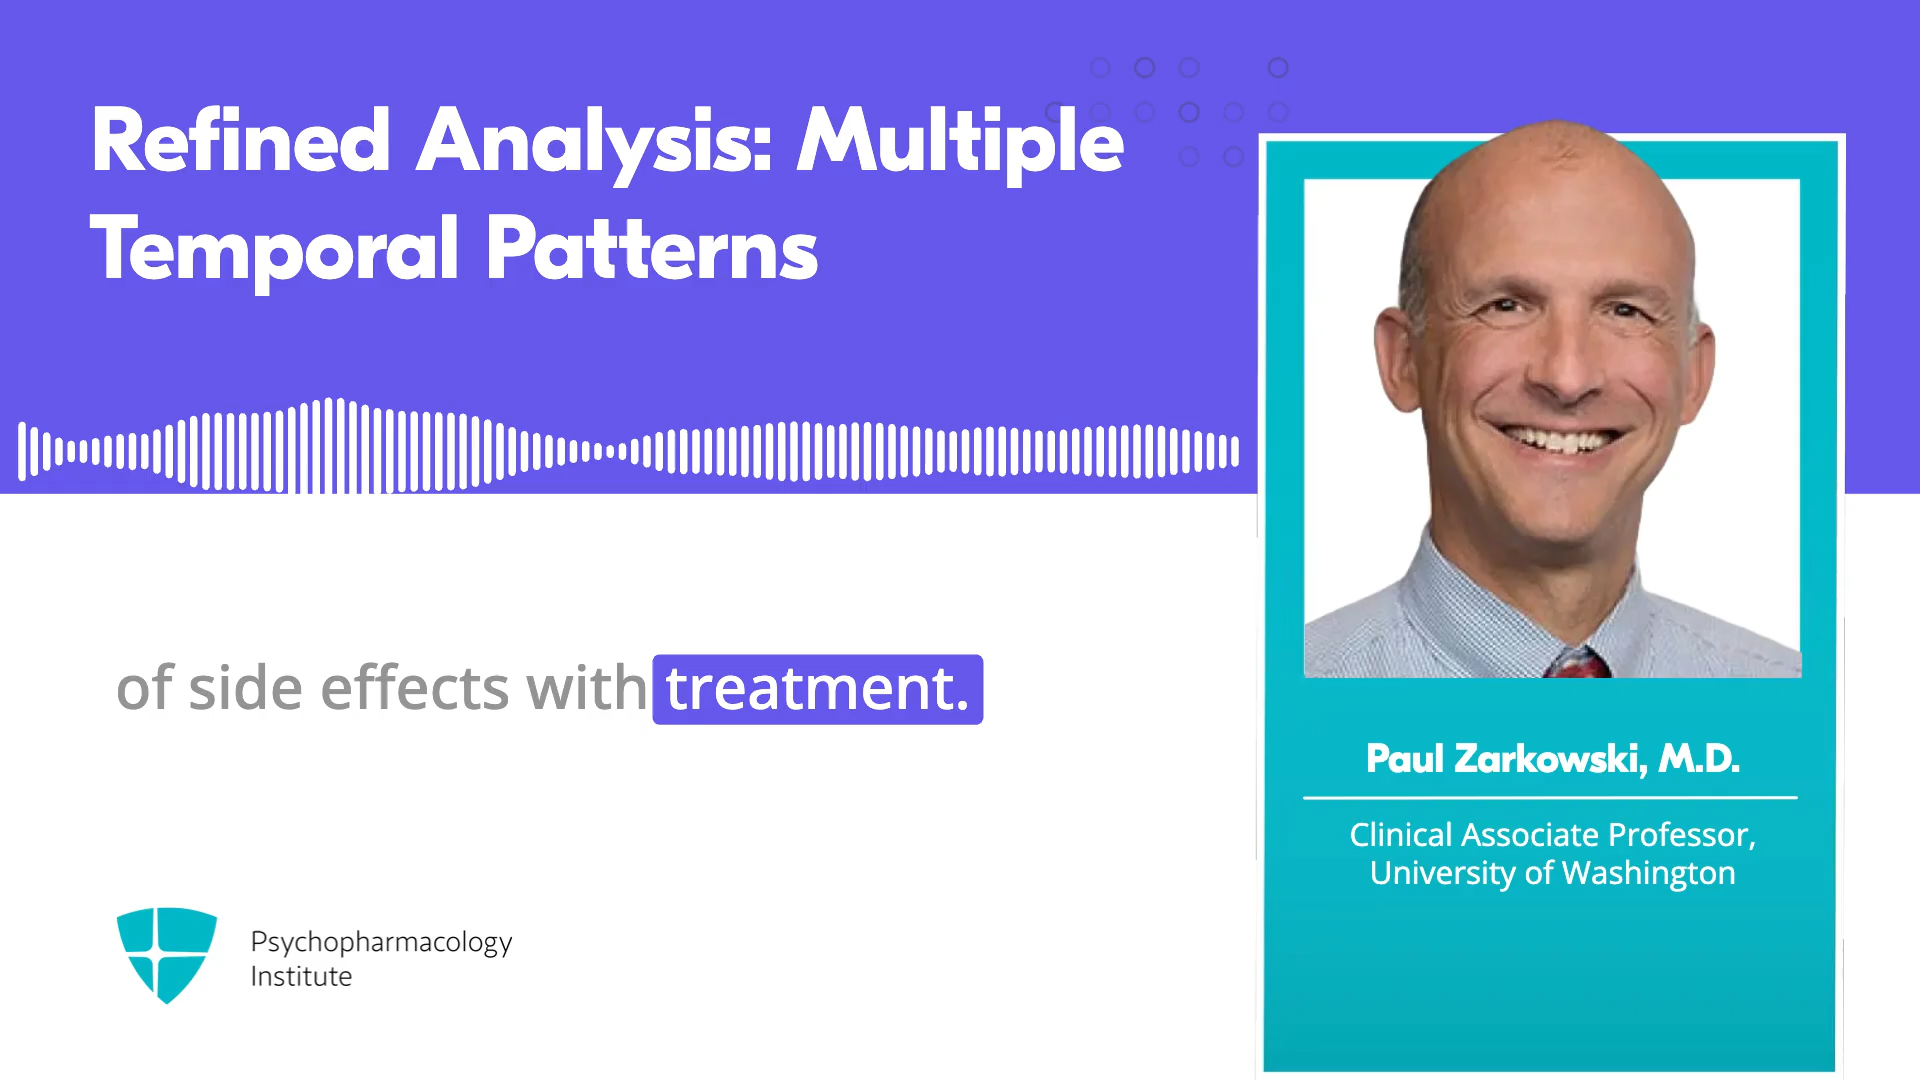 Refined Analysis: Multiple
Temporal Patterns
of side effects with treatment.
Psychopharmacology
Institute
Paul Zarkowski, M.D.
Clinical Associate Professor,
University of Washington